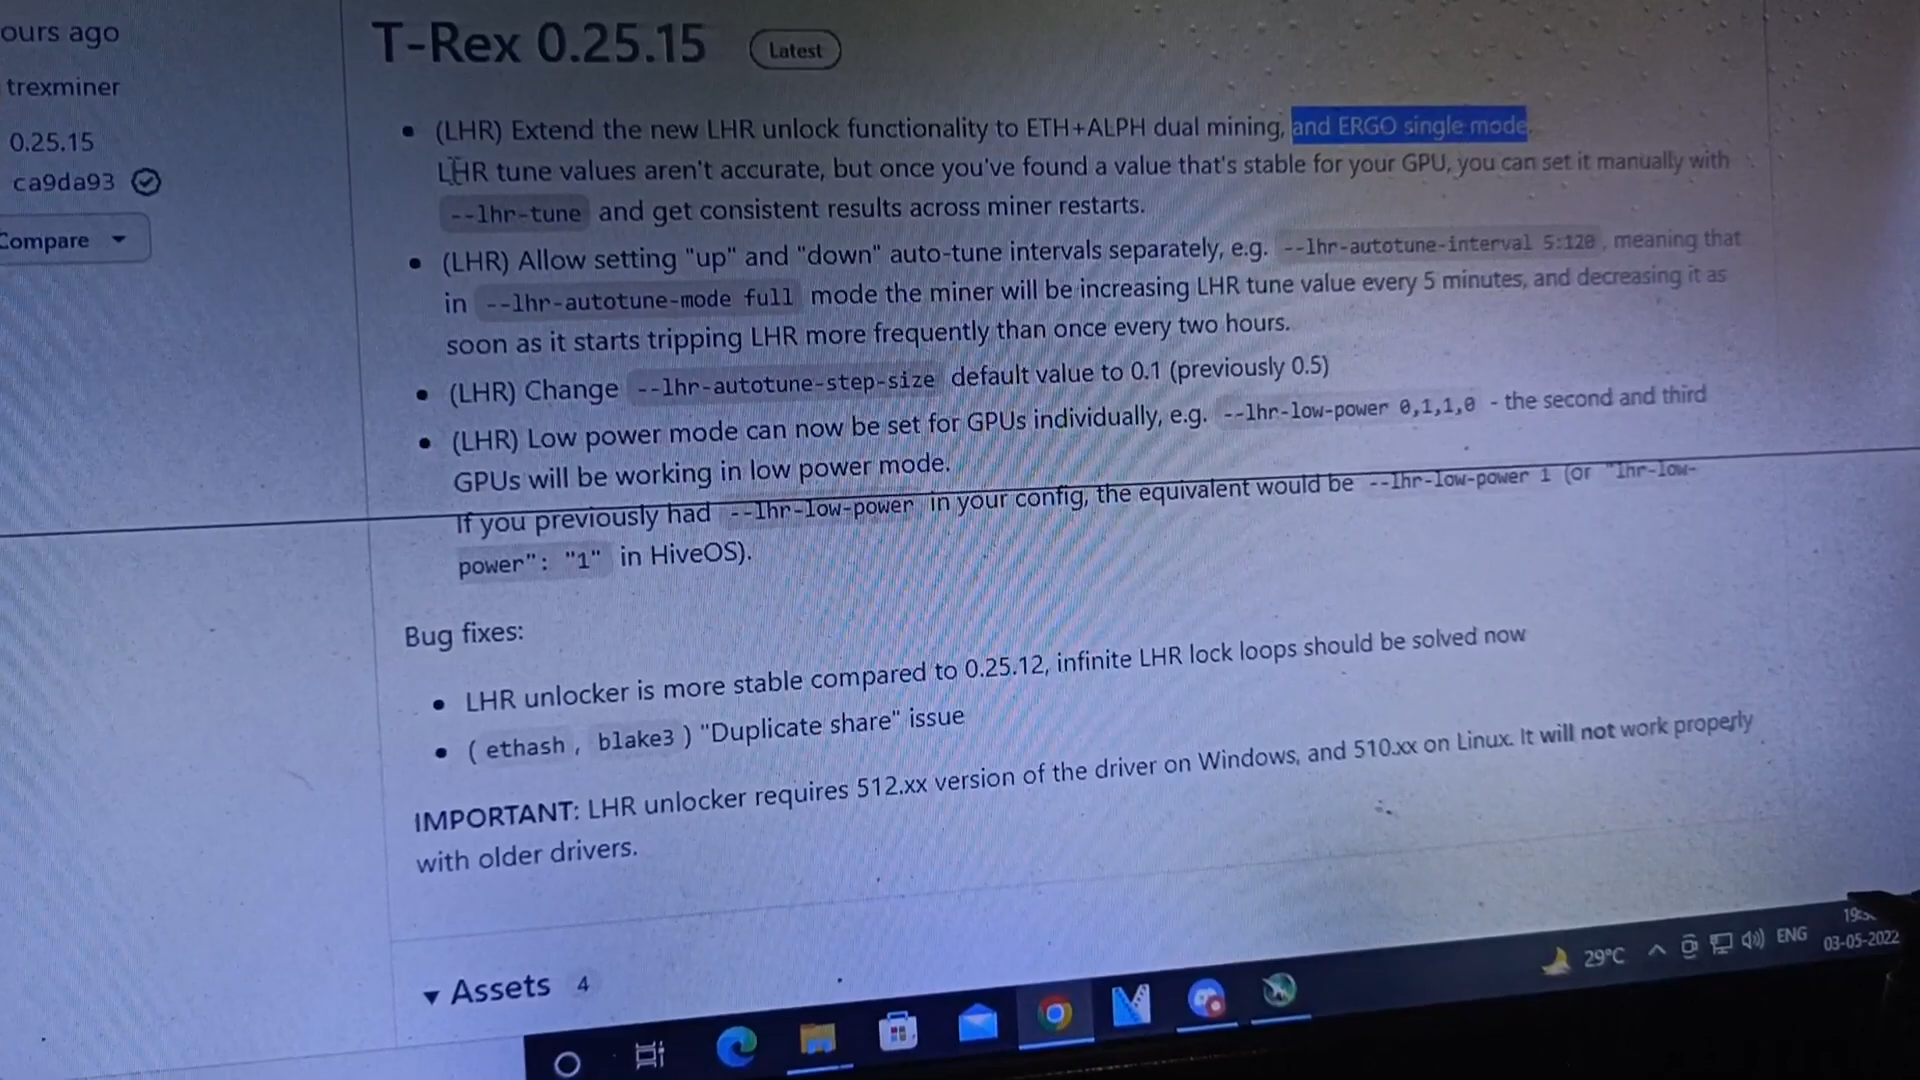 ours ago
trexminer
0.25.15
ca9da93
Compare
T-Rex 0.25.15 Latest
(LHR) Extend the new LHR unlock functionality to ETH+ALPH dual mining, and ERGO single mode.
LHR tune values aren't accurate, but once you've found a value that's stable for your GPU, you can set it manually with
--lhr-tune and get consistent results across miner restarts.
(LHR) Allow setting "up" and "down" auto-tune intervals separately, e.g. --lhr-autotune-interval 5:120, meaning that
in --lhr-autotune-mode full mode the miner will be increasing LHR tune value every 5 minutes, and decreasing it as
soon as it starts tripping LHR more frequently than once every two hours.
(LHR) Change --lhr-autotune-step-size default value to 0.1 (previously 0.5)
(LHR) Low power mode can now be set for GPUs individually, e.g. --lhr-low-power 0,1,1,0 - the second and third
GPUs will be working in low power mode.
If you previously had --lhr-low-power in your config, the equivalent would be --lhr-low-power 1 (or "lhr-low-
power": "1" in HiveOS).
Bug fixes:
LHR unlocker is more stable compared to 0.25.12, infinite LHR lock loops should be solved now
(ethash, blake3) "Duplicate share" issue
IMPORTANT: LHR unlocker requires 512.xx version of the driver on Windows, and 510.xx on Linux. It will not work properly
with older drivers.
Assets 4
29°C ENG
03-05-2022